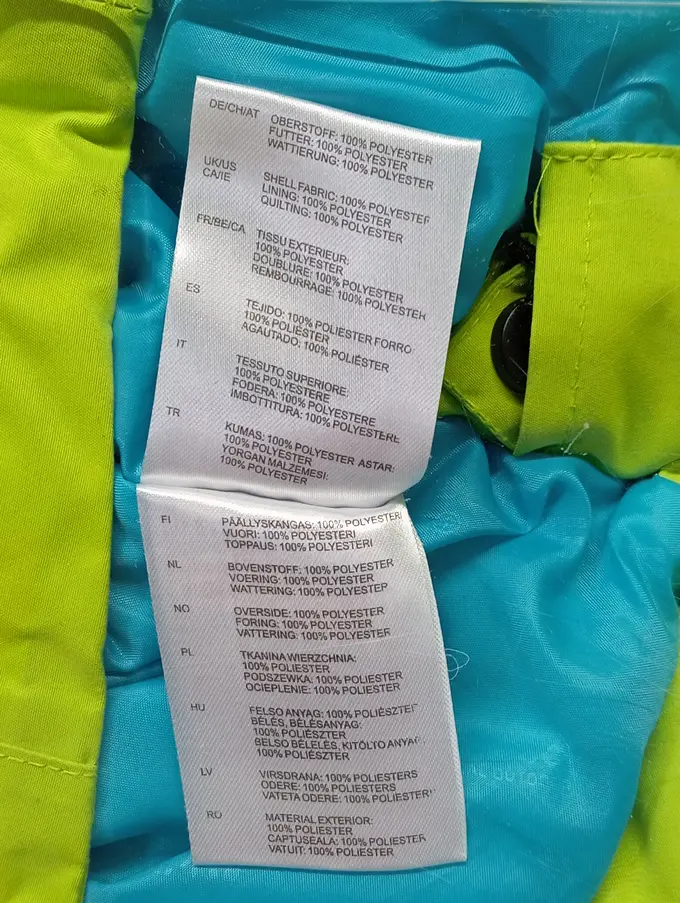 DE/CH/AT OBERSTOFF: 100% POLYESTER
FUTTER: 100% POLYESTER
WATTIERUNG: 100% POLYESTER
UK/US SHELL FABRIC: 100% POLYESTER
CA/IE LINING: 100% POLYESTER
QUILTING: 100% POLYESTER
FR/BE/CA TISSU EXTERIEUR:
100% POLYESTER
DOUBLURE: 100% POLYESTER
REMBOURRAGE: 100% POLYESTER
ES TEJIDO: 100% POLIESTER FORRO
100% POLIÉSTER
AGAUTADO: 100% POLIÉSTER
IT TESSUTO SUPERIORE:
100% POLYESTERE
FODERA: 100% POLYESTERE
IMBOTTITURA: 100% POLYESTERE
TR KUMAS: 100% POLYESTER ASTAR:
100% POLYESTER
YORGAN MALZEMESI:
100% POLYESTER
FI PÄÄLLYSKANGAS: 100% POLYESTERI
VUORI: 100% POLYESTERI
TOPPAUS: 100% POLYESTERI
NL BOVENSTOFF: 100% POLYESTER
VOERING: 100% POLYESTER
WATTERING: 100% POLYESTER
NO OVERSIDE: 100% POLYESTER
FORING: 100% POLYESTER
VATTERING: 100% POLYESTER
PL TKANINA WIERZCHNIA:
100% POLIESTER
PODSZEWKA: 100% POLIESTER
OCIEPLENIE: 100% POLIESTER
HU FELSO ANYAG: 100% POLIÉSZTER
BÉLÉS, BÉLÉSANYAG:
100% POLIÉSZTER
BELSO BÉLELÉS, KITÖLTO ANYAG
100% POLIÉSZTER
LV VIRSDRANA: 100% POLIESTERS
ODERE: 100% POLIESTERS
VATETA ODERE: 100% POLIESTERS
RO MATERIAL EXTERIOR:
100% POLIESTER
CAPTUSEALA: 100% POLIESTER
VATUIT: 100% POLIESTER